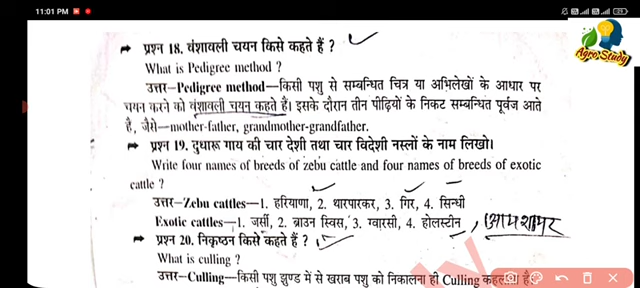 11:01 PM
Agro Study
प्रश्न 18. वंशावली चयन किसे कहते हैं ?
What is Pedigree method ?
उत्तर-Pedigree method—किसी पशु से सम्बन्धित चित्र या अभिलेखों के आधार पर
चयन करने को वंशावली चयन कहते हैं। इसके दौरान तीन पीढ़ियों के निकट सम्बन्धित पूर्वज आते
है, जैसे—mother-father, grandmother-grandfather.
प्रश्न 19. दुधारू गाय की चार देशी तथा चार विदेशी नस्लों के नाम लिखो।
Write four names of breeds of zebu cattle and four names of breeds of exotic
cattle ?
उत्तर-Zebu cattles—1. हरियाणा, 2. थारपारकर, 3. गिर, 4. सिन्धी
Exotic cattles—1. जर्सी, 2. ब्राउन स्विस, 3. ग्वारसी, 4. होलस्टीन, आयरशायर
प्रश्न 20. निकृष्ठन किसे कहते हैं ?
What is culling ?
उत्तर-Culling—किसी पशु झुण्ड में से खराब पशु को निकालना ही Culling कहलाता है।